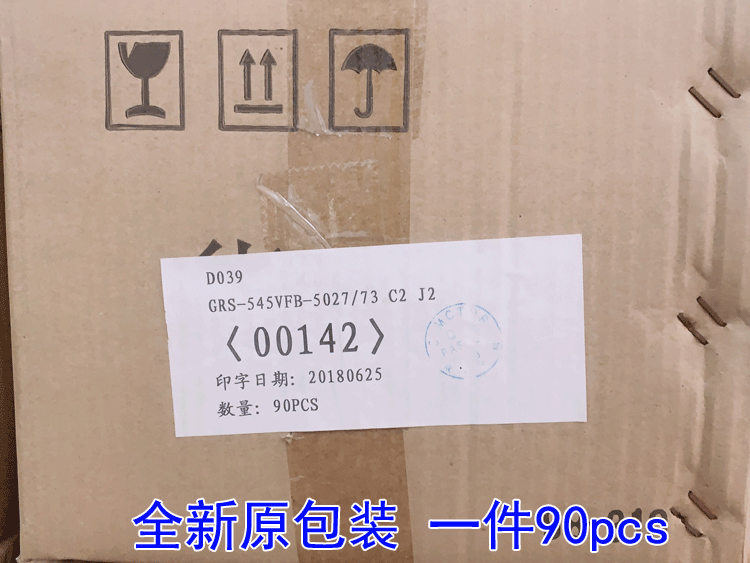 D039
GRS-545VFB-5027/73 C2 J2
〈00142〉
印字日期: 20180625
数量: 90PCS
全新原包装 一件90pcs